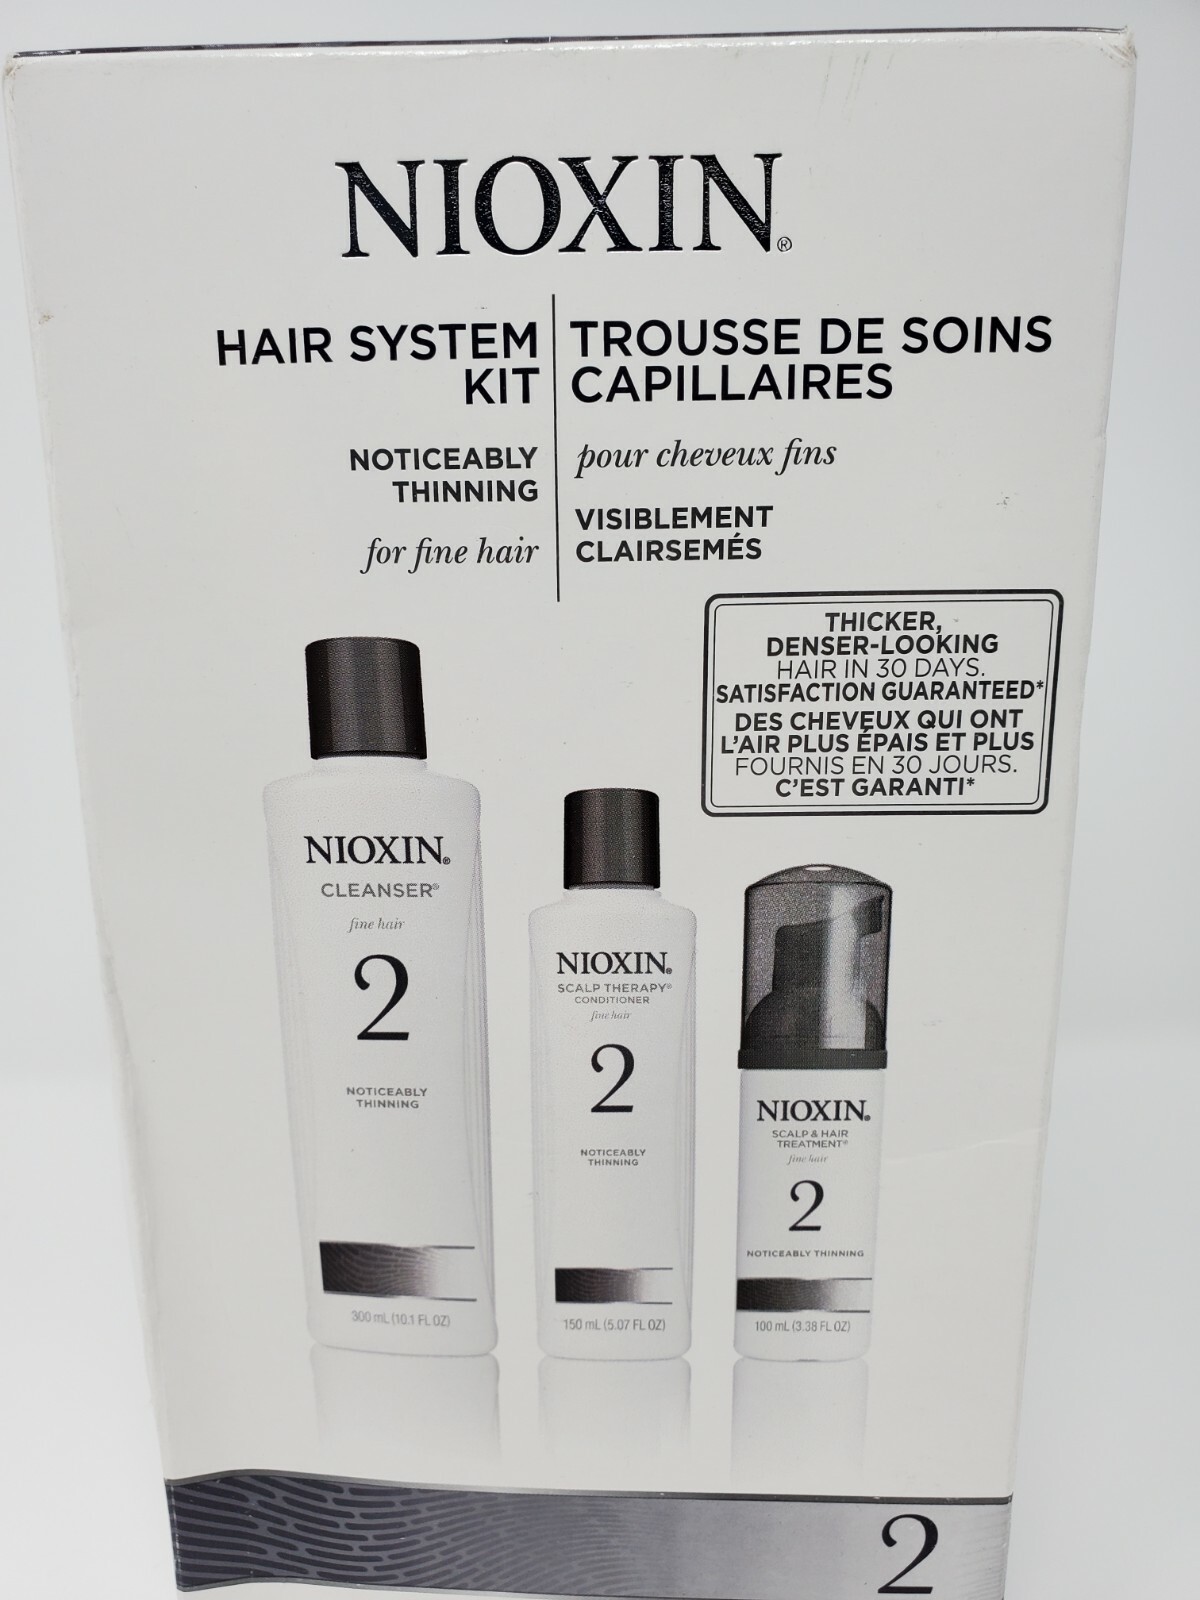 NIOXIN®
HAIR SYSTEM
KIT
NOTICEABLY
THINNING
for fine hair
TROUSSE DE SOINS
CAPILLAIRES
pour cheveux fins
VISIBLEMENT
CLAIRSEMÉS
THICKER,
DENSER-LOOKING
HAIR IN 30 DAYS.
SATISFACTION GUARANTEED*
DES CHEVEUX QUI ONT
L'AIR PLUS ÉPAIS ET PLUS
FOURNIS EN 30 JOURS.
C'EST GARANTI*
NIOXIN®
CLEANSER®
fine hair
2
NOTICEABLY
THINNING
300 mL (10.1 FL OZ)
NIOXIN®
SCALP THERAPY®
CONDITIONER
fine hair
2
NOTICEABLY
THINNING
150 mL (5.07 FL OZ)
NIOXIN®
SCALP & HAIR
TREATMENT®
fine hair
2
NOTICEABLY THINNING
100 mL (3.38 FL OZ)
2